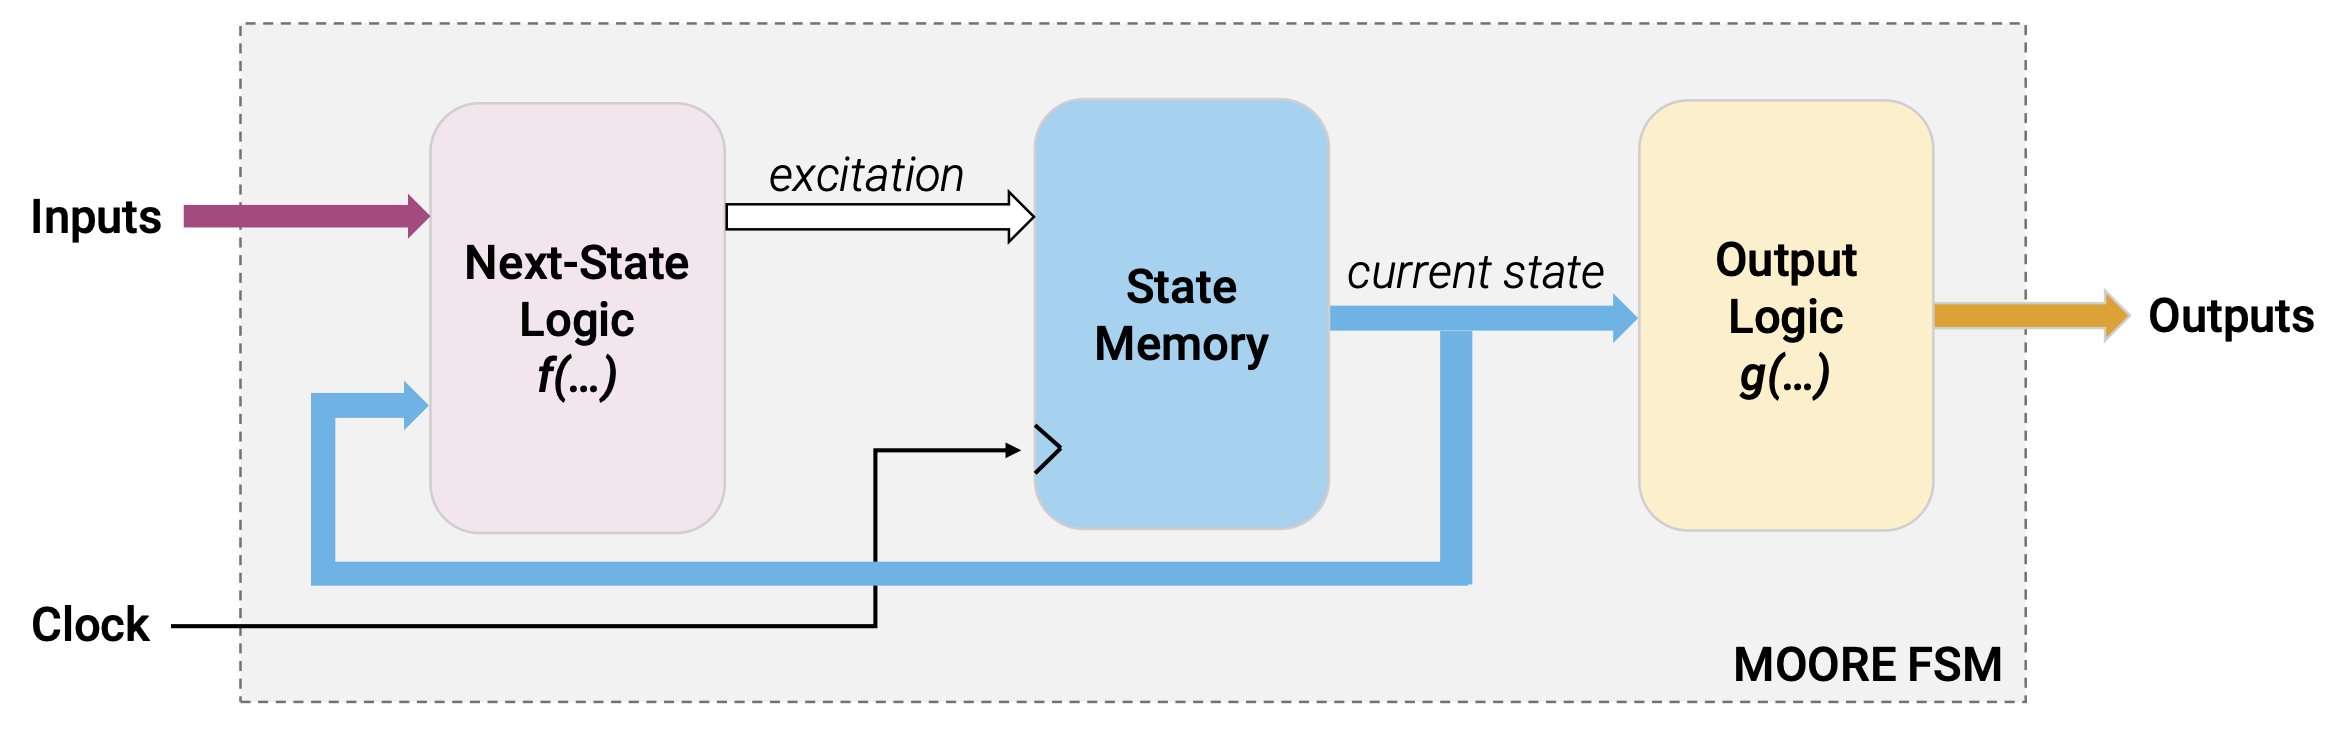 Inputs
Next-State
Logic
f(...)
excitation
State
Memory
current state
Output
Logic
g(...)
Outputs
Clock
MOORE FSM